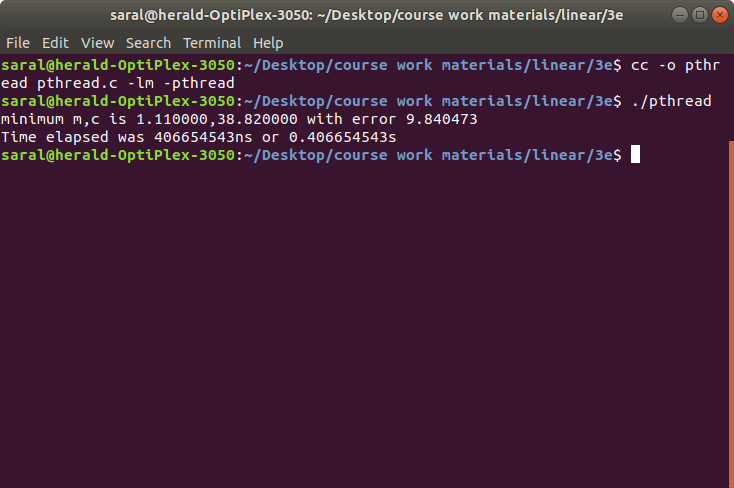 saral@herald-OptiPlex-3050: ~/Desktop/course work materials/linear/3e
File Edit View Search Terminal Help
saral@herald-OptiPlex-3050:~/Desktop/course work materials/linear/3e$ cc -o pthr
ead pthread.c -lm -pthread
saral@herald-OptiPlex-3050:~/Desktop/course work materials/linear/3e$ ./pthread
minimum m,c is 1.110000,38.820000 with error 9.840473
Time elapsed was 406654543ns or 0.406654543s
saral@herald-OptiPlex-3050:~/Desktop/course work materials/linear/3e$